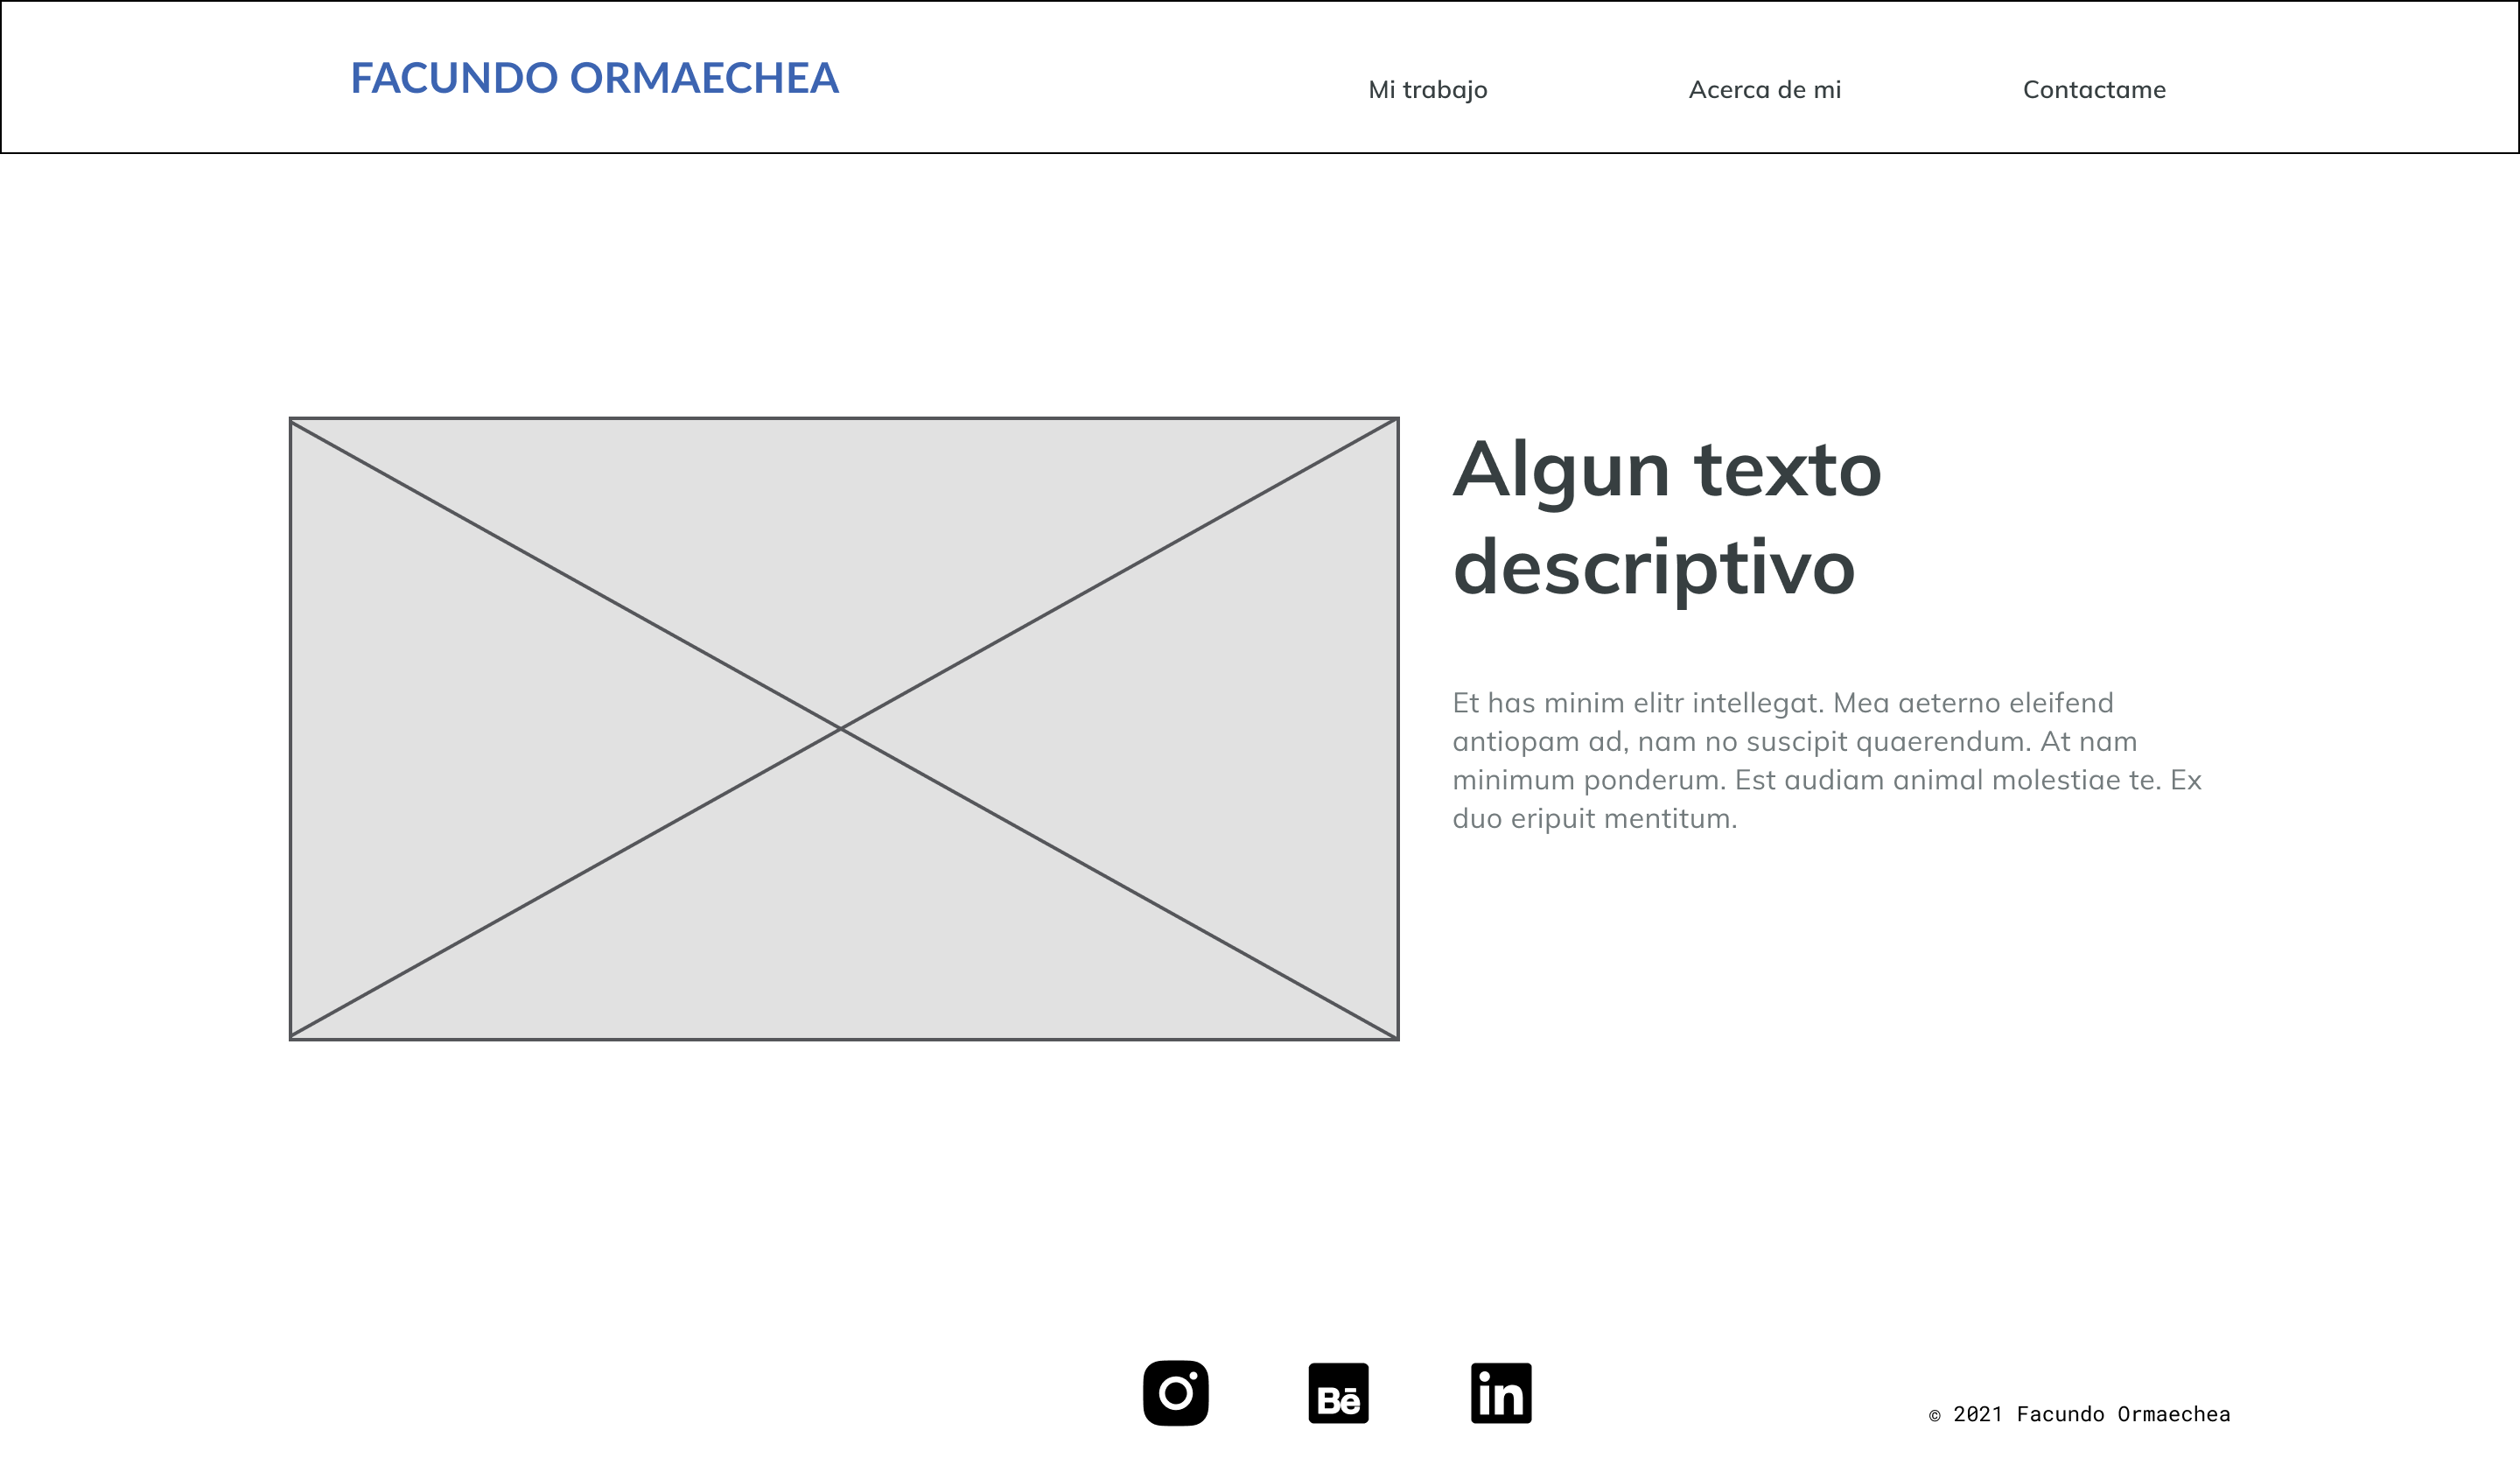 FACUNDO ORMAECHEA
Mi trabajo
Acerca de mi
Contactame
Algun texto
descriptivo
Et has minim elitr intellegat. Mea aeterno eleifend
antiopam ad, nam no suscipit quaerendum. At nam
minimum ponderum. Est audiam animal molestiae te. Ex
duo eripuit mentitum.
Bē
in
© 2021 Facundo Ormaechea